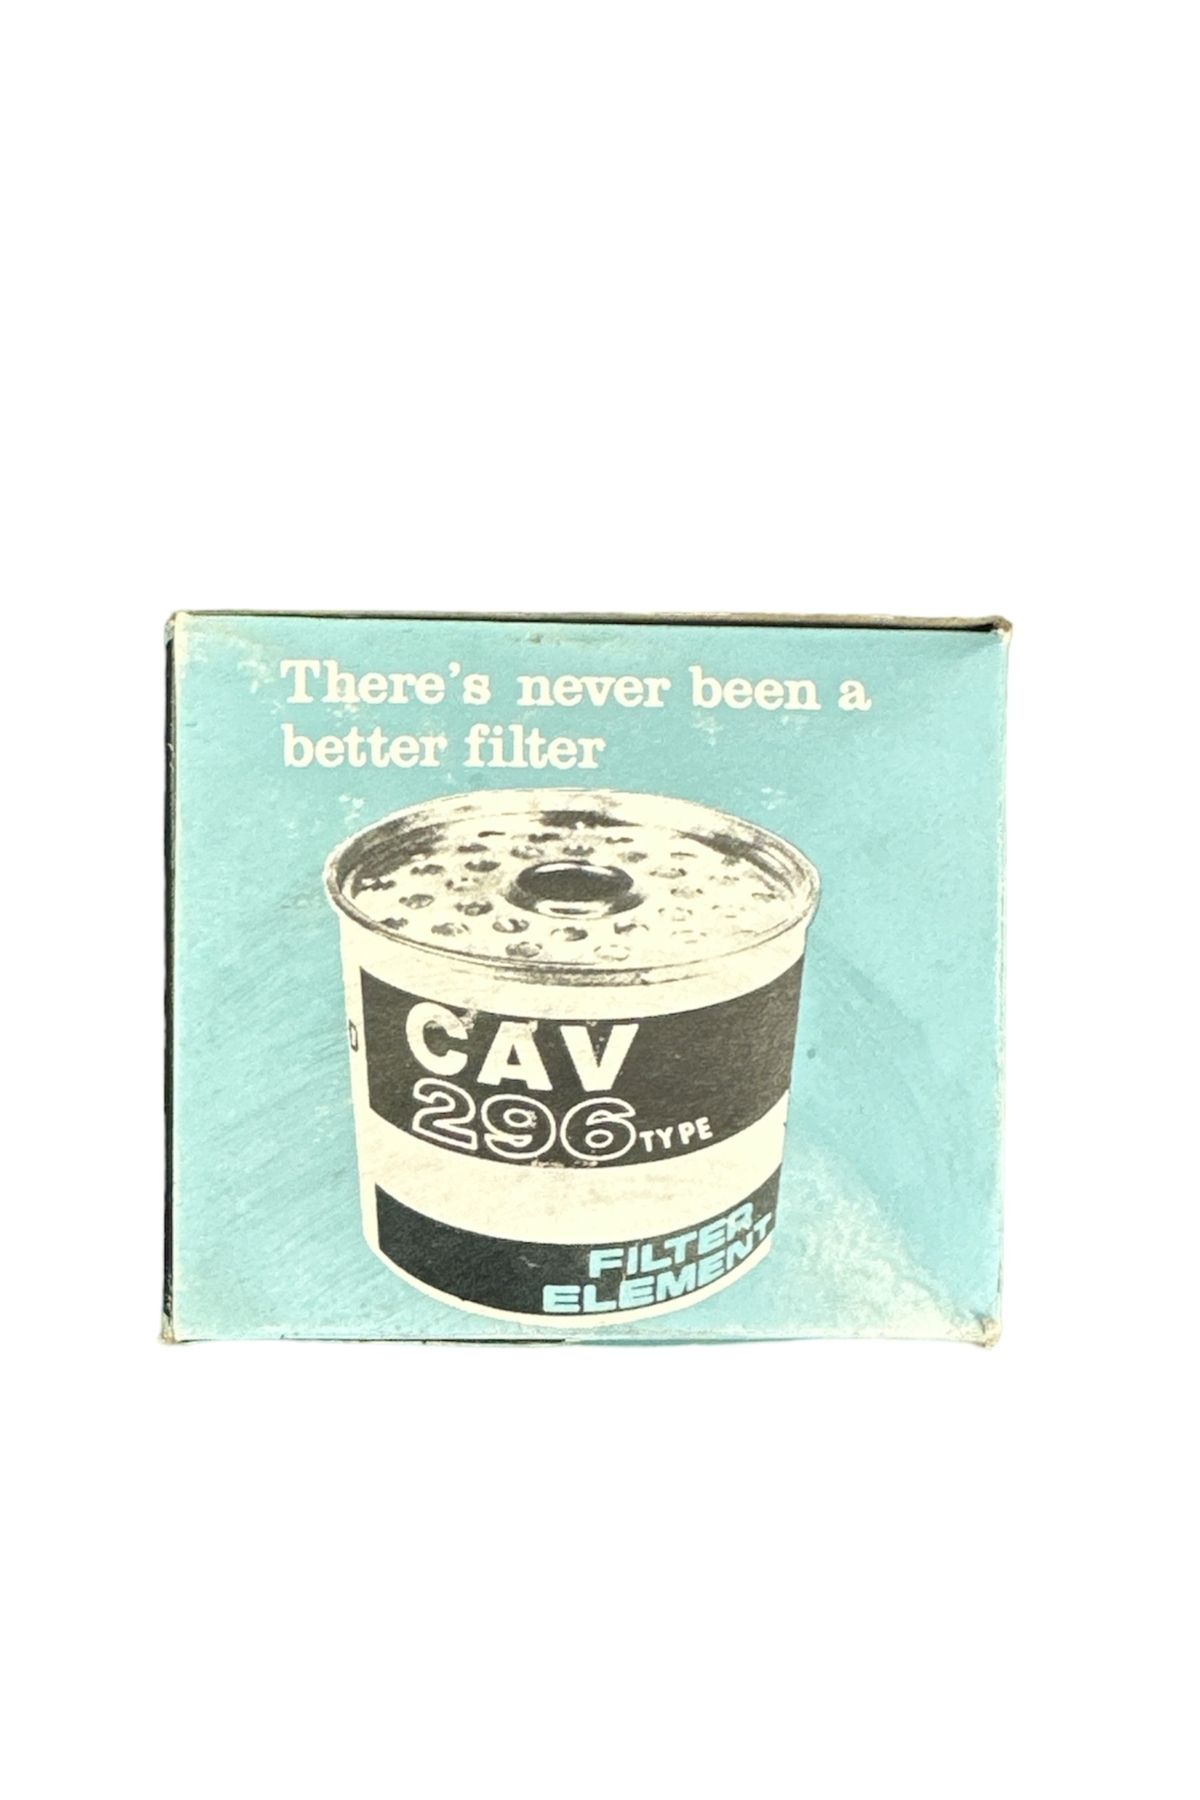 There's never been a
better filter
CAV
296 TYPE
FILTER
ELEMENT